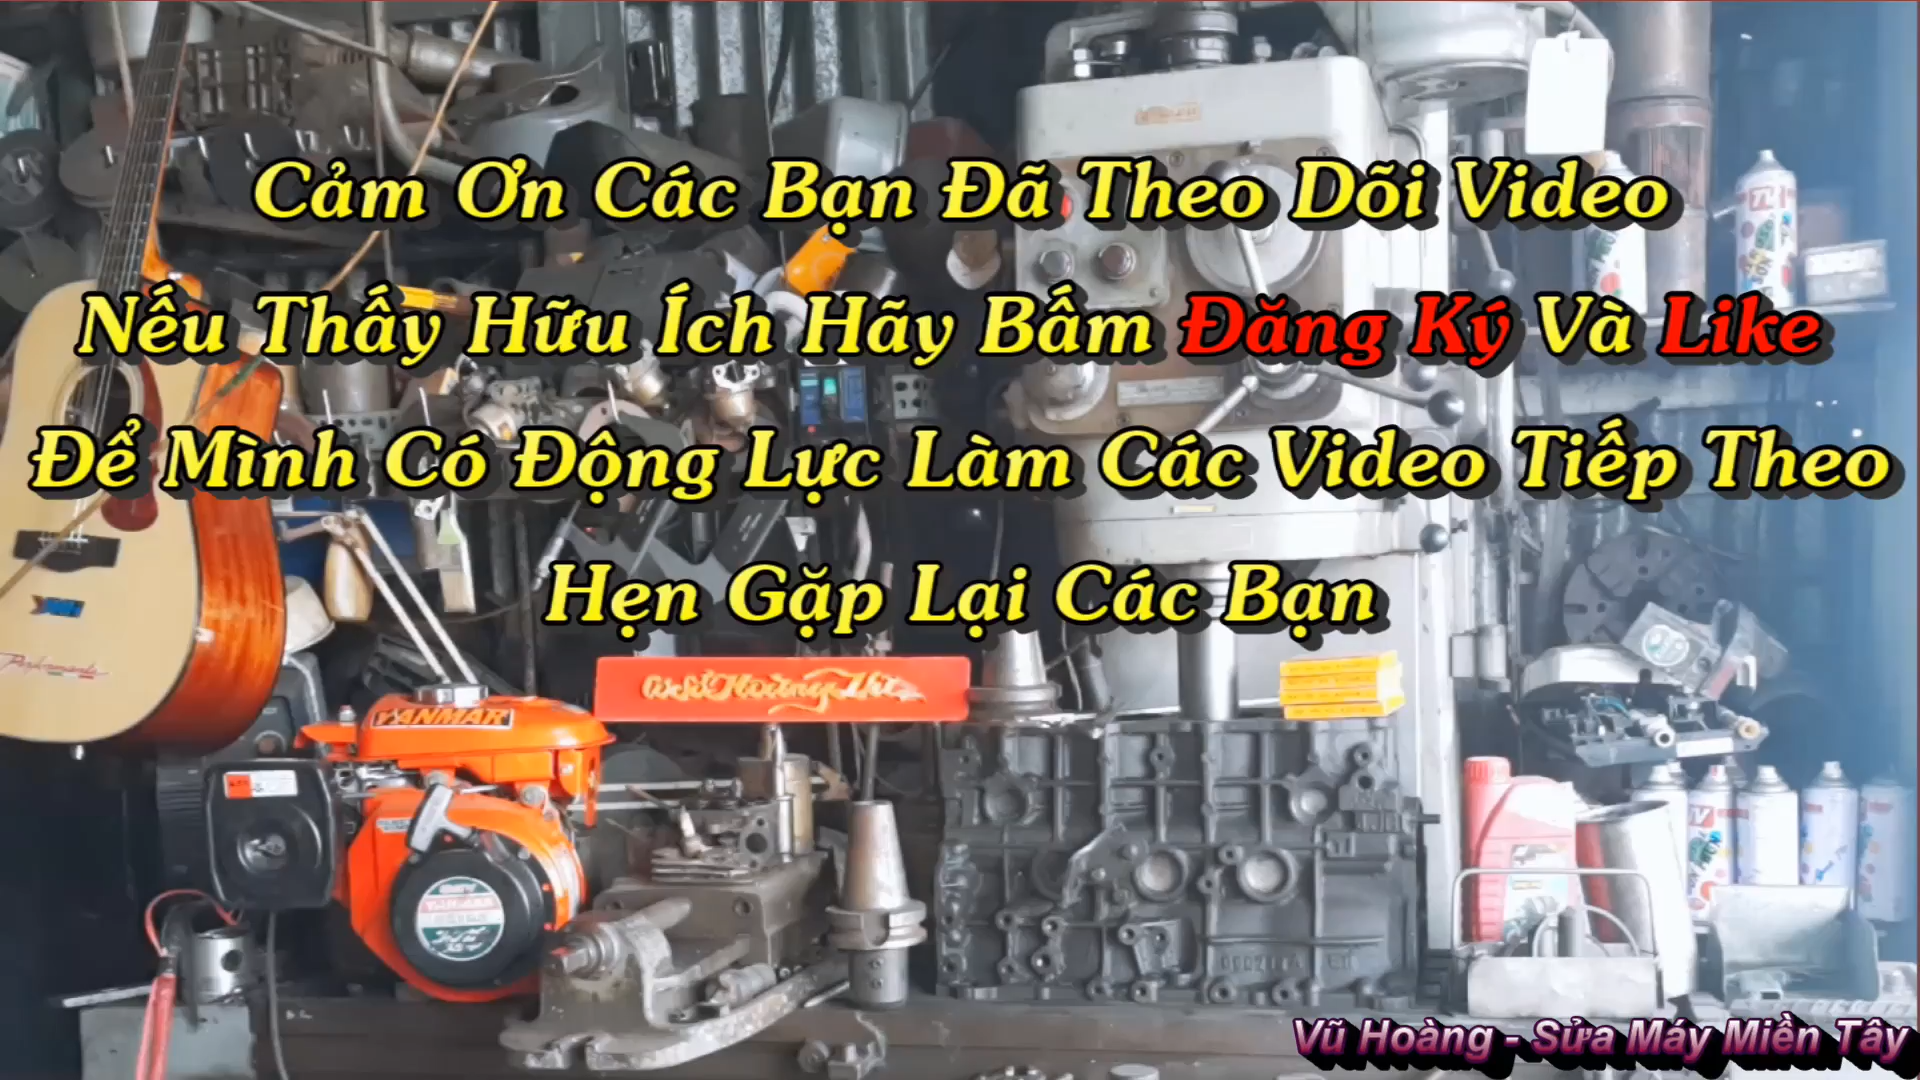 Cảm Ơn Các Bạn Đã Theo Dõi Video
Nếu Thấy Hữu Ích Hãy Bấm Đăng Ký Và Like
Để Mình Có Động Lực Làm Các Video Tiếp Theo
Hẹn Gặp Lại Các Bạn
Performante
YANMAR
Vũ Hoàng - Sửa Máy Miền Tây